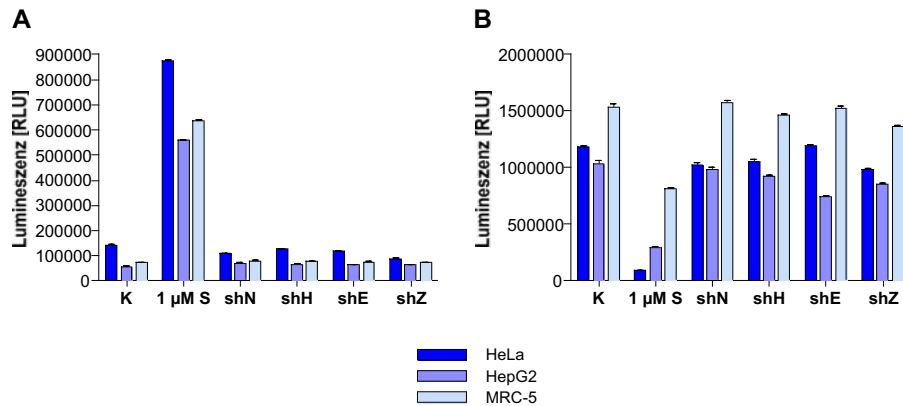 A
Lumineszenz [RLU]
900000
800000
700000
600000
500000
400000
300000
200000
100000
0
K 1 µM S shN shH shE shZ
B
Lumineszenz [RLU]
2000000
1500000
1000000
500000
0
K 1 µM S shN shH shE shZ
HeLa
HepG2
MRC-5